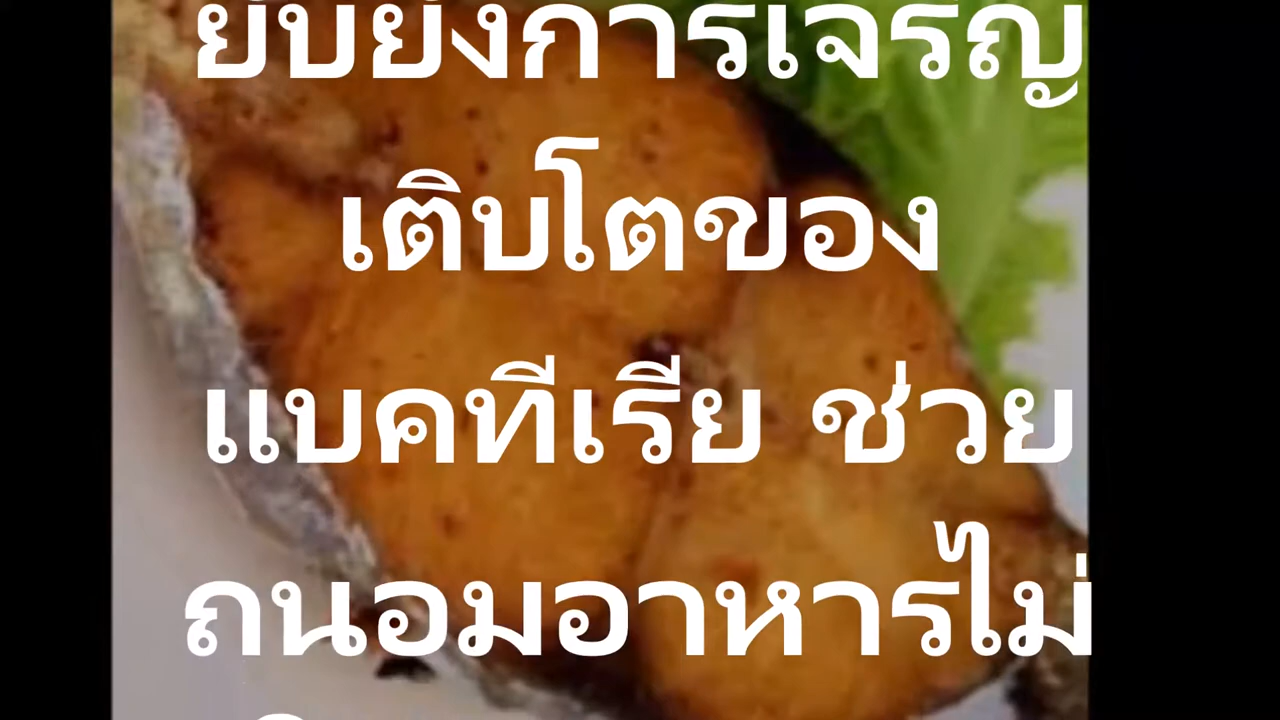 ยับยั้งการเจริญ
เติบโตของ
แบคทีเรีย ช่วย
ถนอมอาหารไม่